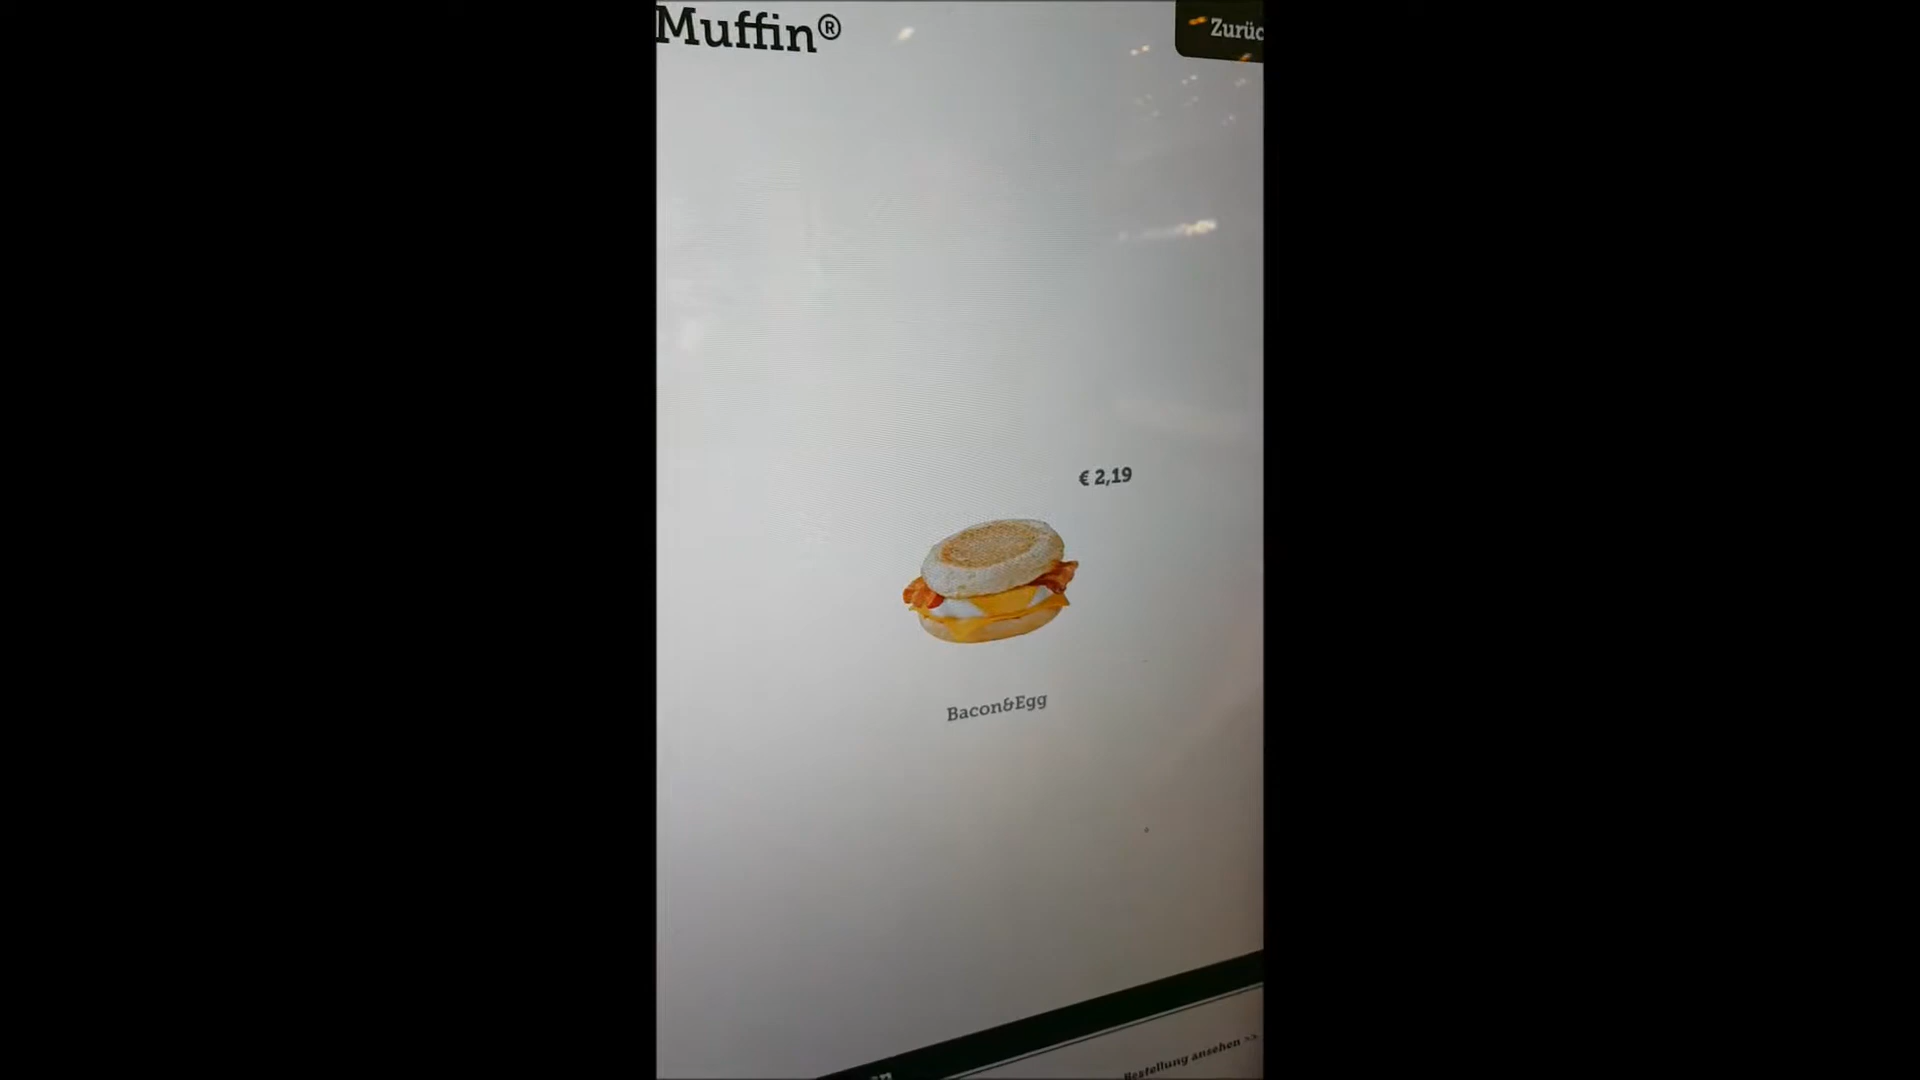 Muffin®
Zurüc
€ 2,19
Bacon&Egg
Bestellung ansehen >>